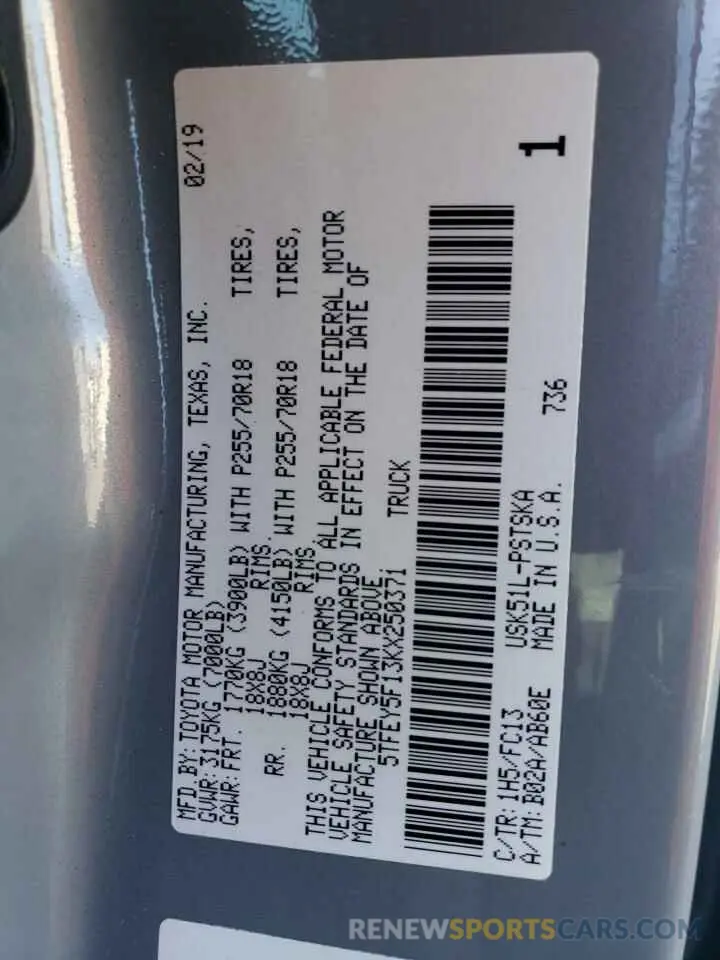 MFD.BY:TOYOTA MOTOR MANUFACTURING, TEXAS, INC. 02/19
GVWR:3175KG (7000LB)
GAWR:FRT. 1770KG (3900LB) WITH P255/70R18 TIRES,
18X8J RIMS.
RR. 1880KG (4150LB) WITH P255/70R18 TIRES,
18X8J RIMS
THIS VEHICLE CONFORMS TO ALL APPLICABLE FEDERAL MOTOR
VEHICLE SAFETY STANDARDS IN EFFECT ON THE DATE OF
MANUFACTURE SHOWN ABOVE.
5TFEY5F13KX250371 TRUCK
1
C/TR:1H5/FC13 USK51L-PSTSKA 736
A/TM:B02A/AB60E MADE IN U.S.A.
RENEWSPORTSCARS.COM